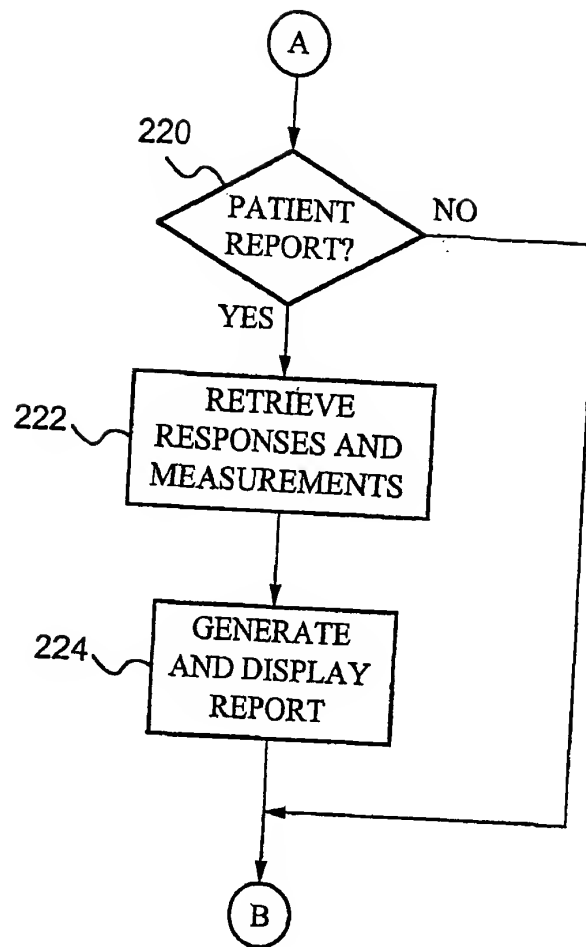 A
220
PATIENT
REPORT?
NO
YES
222
RETRIEVE
RESPONSES AND
MEASUREMENTS
224
GENERATE
AND DISPLAY
REPORT
B